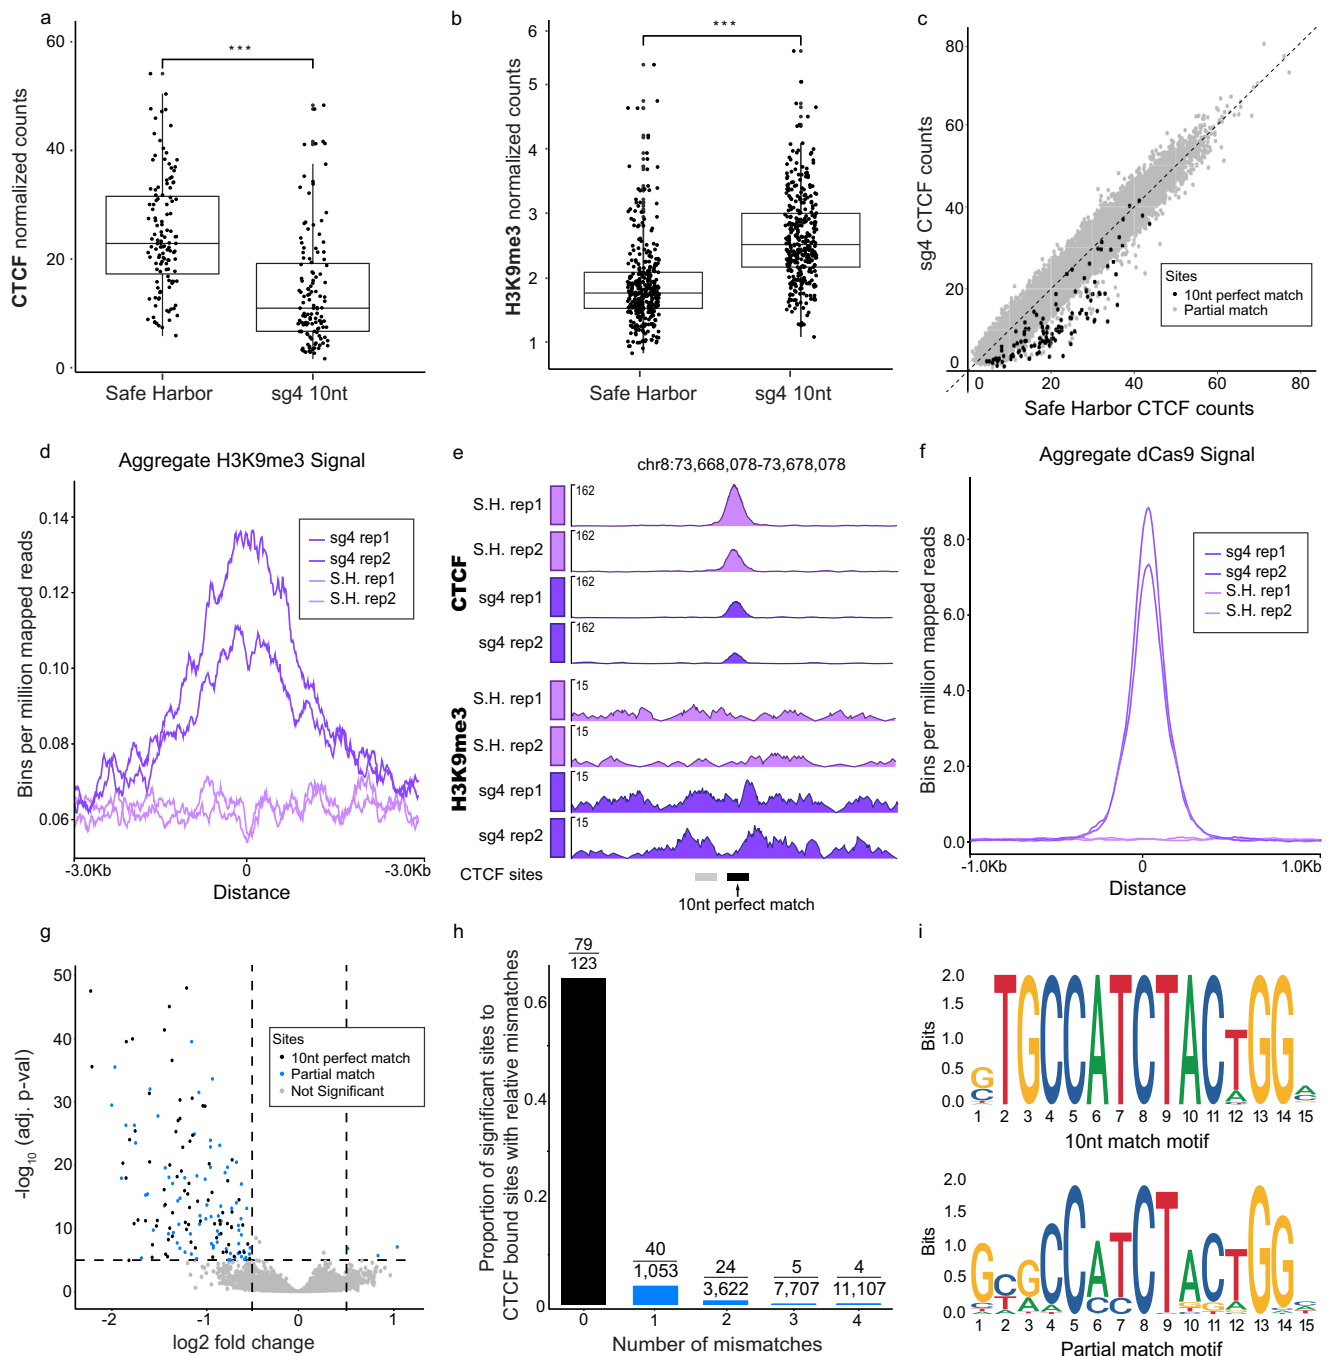 a
CTCF normalized counts
60
40
20
0
***
Safe Harbor
sg4 10nt
b
H3K9me3 normalized counts
6
5
4
3
2
1
***
Safe Harbor
sg4 10nt
c
sg4 CTCF counts
80
60
40
20
0
Sites
10nt perfect match
Partial match
0 20 40 60 80
Safe Harbor CTCF counts
d
Aggregate H3K9me3 Signal
Bins per million mapped reads
0.14
0.12
0.10
0.08
0.06
sg4 rep1
sg4 rep2
S.H. rep1
S.H. rep2
-3.0Kb 0 -3.0Kb
Distance
e
chr8:73,668,078-73,678,078
CTCF
S.H. rep1 162
S.H. rep2 162
sg4 rep1 162
sg4 rep2 162
H3K9me3
S.H. rep1 15
S.H. rep2 15
sg4 rep1 15
sg4 rep2 15
CTCF sites
10nt perfect match
f
Aggregate dCas9 Signal
Bins per million mapped reads
8.0
6.0
4.0
2.0
0.0
sg4 rep1
sg4 rep2
S.H. rep1
S.H. rep2
-1.0Kb 0 1.0Kb
Distance
g
-log10 (adj. p-val)
50
40
30
20
10
0
Sites
10nt perfect match
Partial match
Not Significant
-2 -1 0 1
log2 fold change
h
Proportion of significant sites to
CTCF bound sites with relative mismatches
0.6
0.4
0.2
0
79
123
40
1,053
24
3,622
5
7,707
4
11,107
0 1 2 3 4
Number of mismatches
i
Bits
2.0
1.5
1.0
0.5
0.0
1 2 3 4 5 6 7 8 9 10 11 12 13 14 15
10nt match motif
Bits
2.0
1.5
1.0
0.5
0.0
1 2 3 4 5 6 7 8 9 10 11 12 13 14 15
Partial match motif